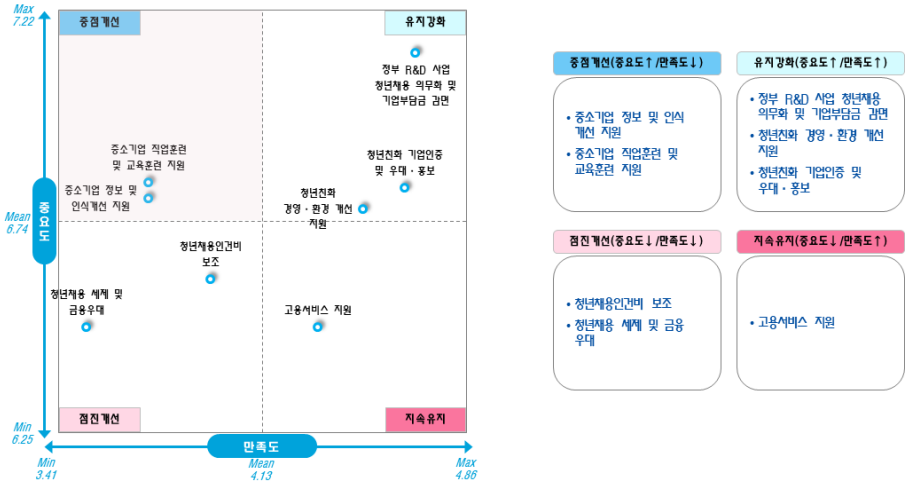 Max
7.22
중점개선
유지강화
정부 R&D 사업
청년채용 의무화 및
기업부담금 감면
중소기업 직업훈련
및 교육훈련 지원
청년친화 기업인증
및 우대·홍보
중소기업 정보 및
인식개선 지원
청년친화
경영·환경 개선
지원
Mean
6.74
중요도
청년채용인건비
보조
청년채용 세제 및
금융우대
고용서비스 지원
점진개선
지속유지
Min
6.25
만족도
Min
3.41
Mean
4.13
Max
4.86
중점개선(중요도↑/만족도↓)
• 중소기업 정보 및 인식
개선 지원
• 중소기업 직업훈련 및
교육훈련 지원
유지강화(중요도↑/만족도↑)
• 정부 R&D 사업 청년채용
의무화 및 기업부담금 감면
• 청년친화 경영·환경 개선
지원
• 청년친화 기업인증 및
우대·홍보
점진개선(중요도↓/만족도↓)
• 청년채용인건비 보조
• 청년채용 세제 및 금융
우대
지속유지(중요도↓/만족도↑)
• 고용서비스 지원